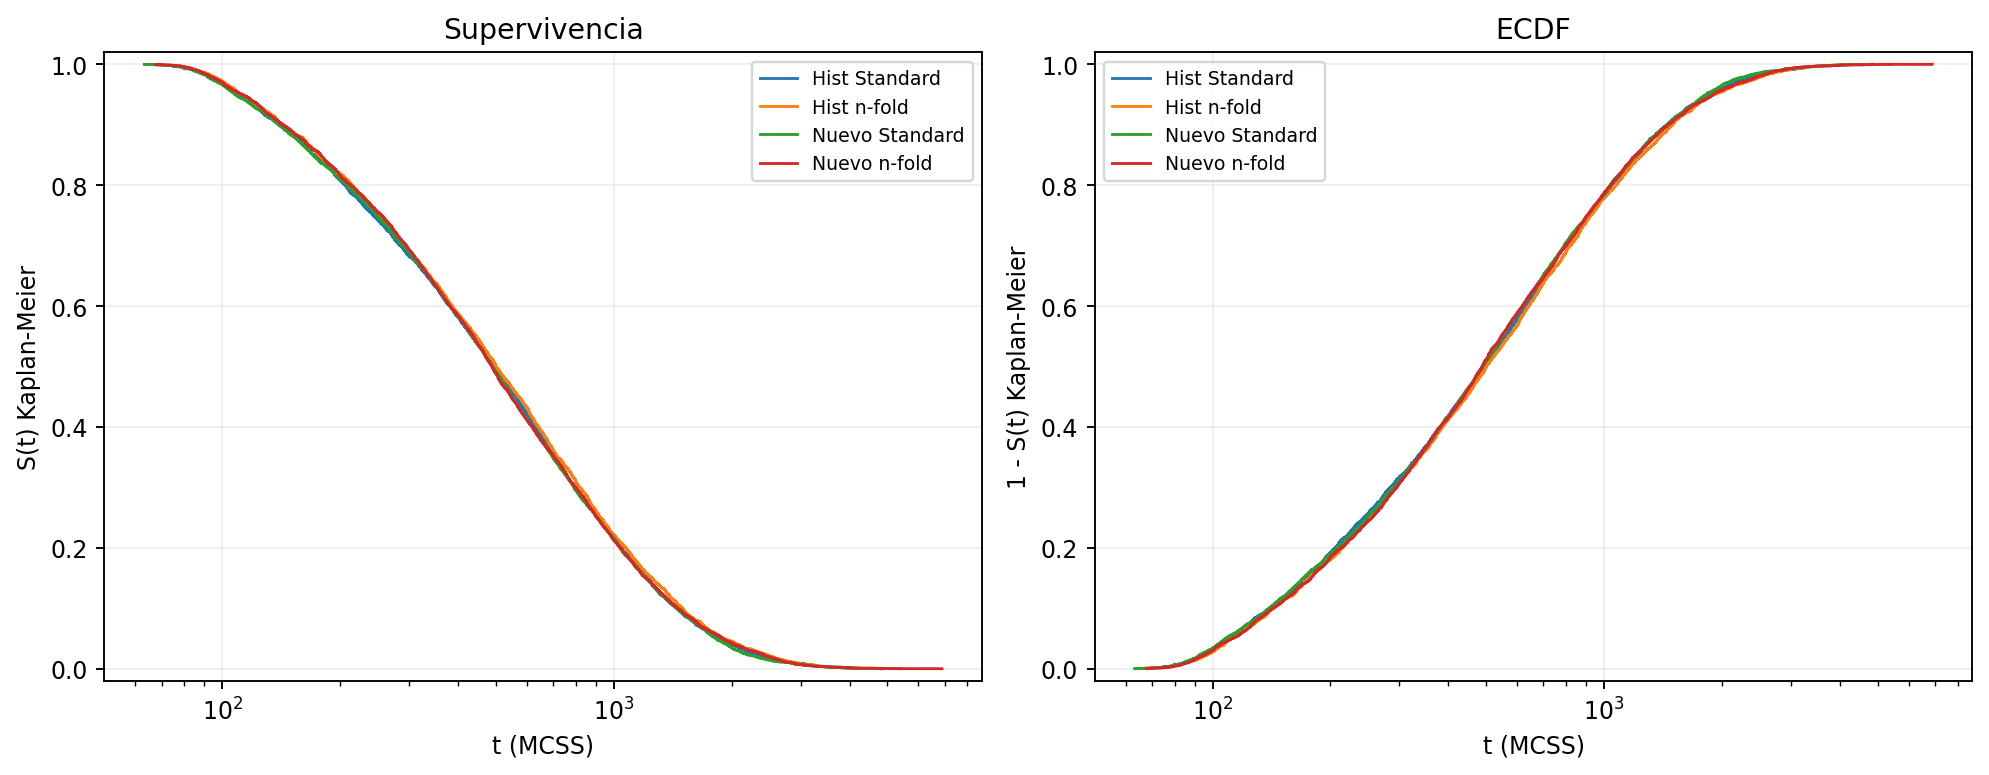 Supervivencia
S(t) Kaplan-Meier
1.0
0.8
0.6
0.4
0.2
0.0
Hist Standard
Hist n-fold
Nuevo Standard
Nuevo n-fold
10²
10³
t (MCSS)
ECDF
1 - S(t) Kaplan-Meier
1.0
0.8
0.6
0.4
0.2
0.0
Hist Standard
Hist n-fold
Nuevo Standard
Nuevo n-fold
10²
10³
t (MCSS)